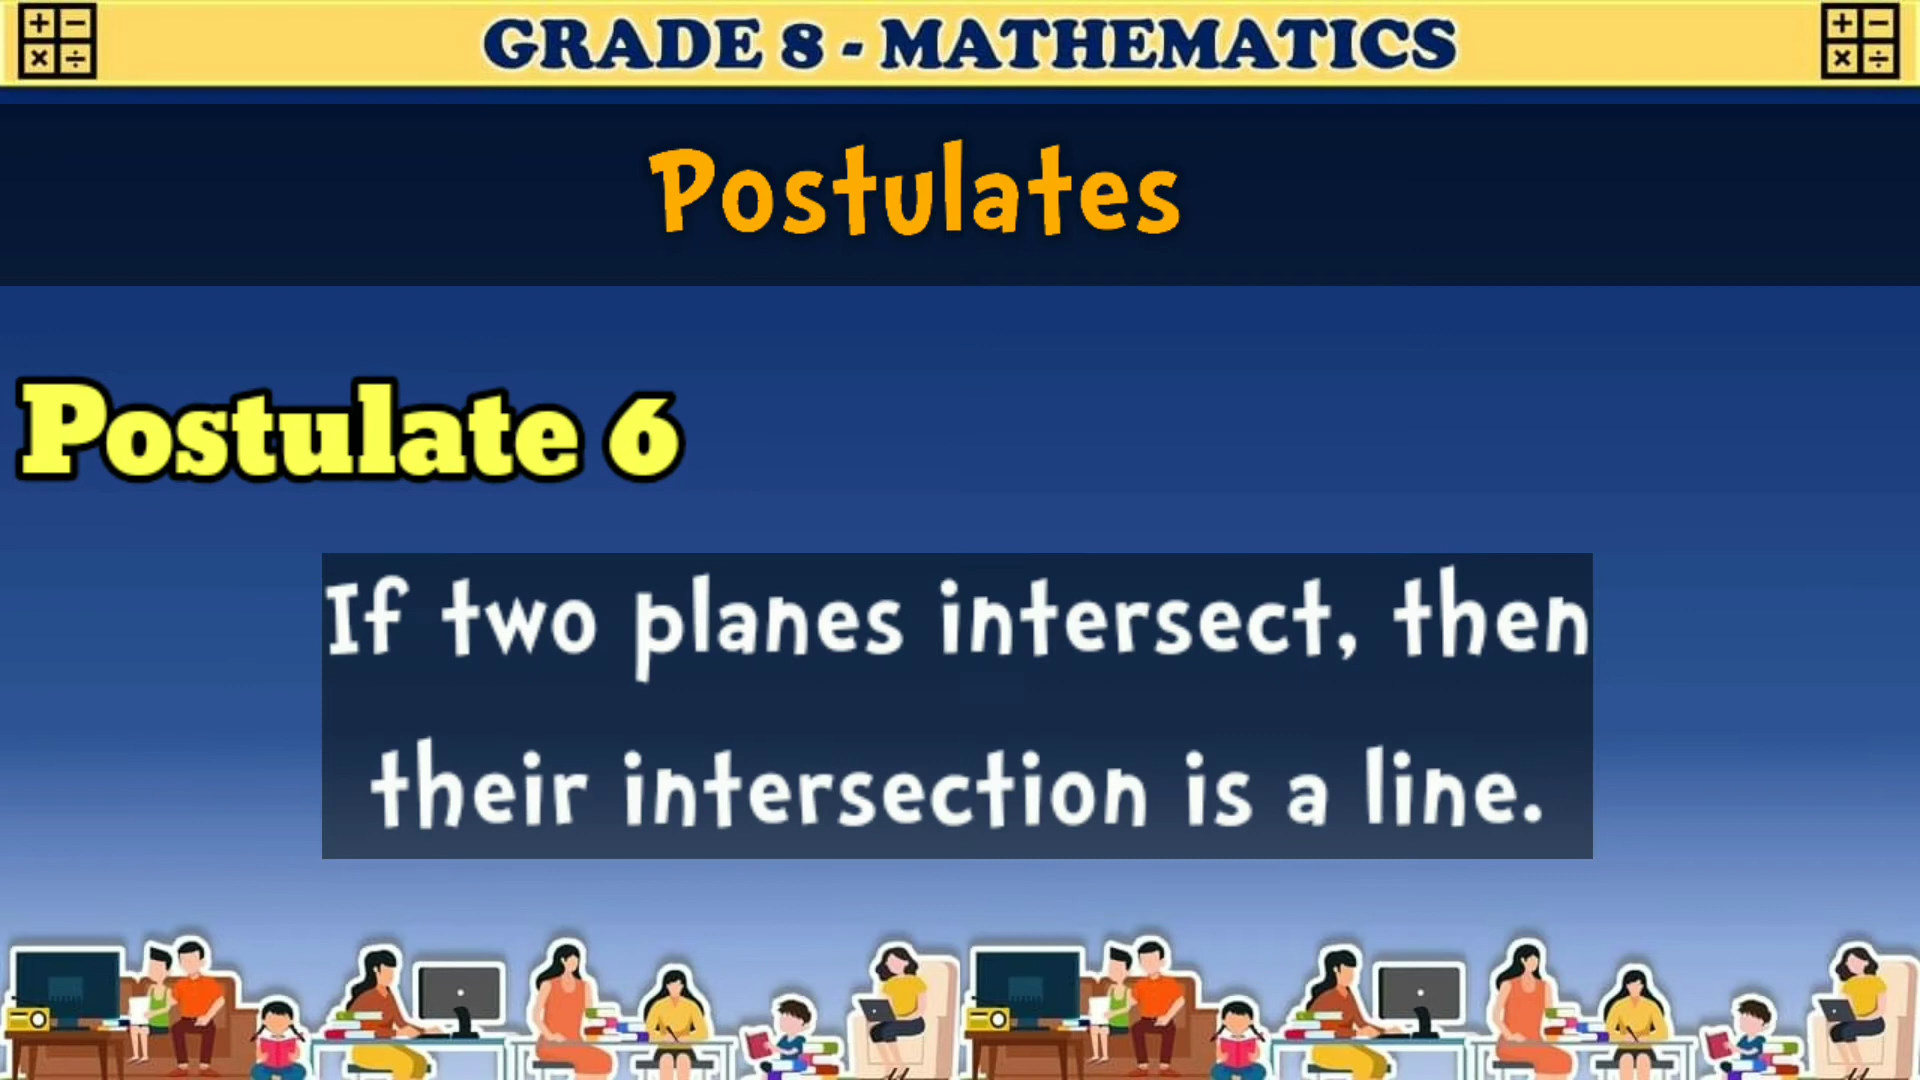 GRADE 8 - MATHEMATICS
Postulates
Postulate 6
If two planes intersect, then
their intersection is a line.